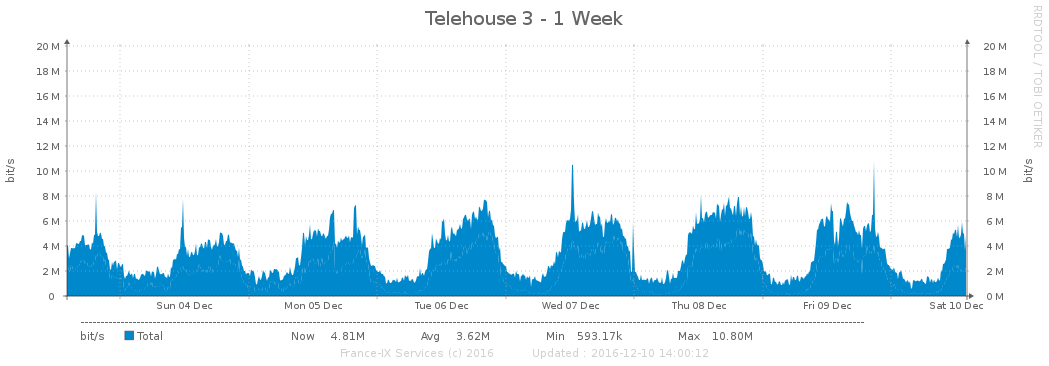 Telehouse 3 - 1 Week
RRDTOOL / TOBI OETIKER
20 M 20 M
18 M 18 M
16 M 16 M
14 M 14 M
12 M 12 M
10 M 10 M
8 M 8 M
6 M 6 M
4 M 4 M
2 M 2 M
0 0 M
bit/s bit/s
Sun 04 Dec Mon 05 Dec Tue 06 Dec Wed 07 Dec Thu 08 Dec Fri 09 Dec Sat 10 Dec
bit/s Total Now 4.81M Avg 3.62M Min 593.17k Max 10.80M
France-IX Services (c) 2016 Updated : 2016-12-10 14:00:12